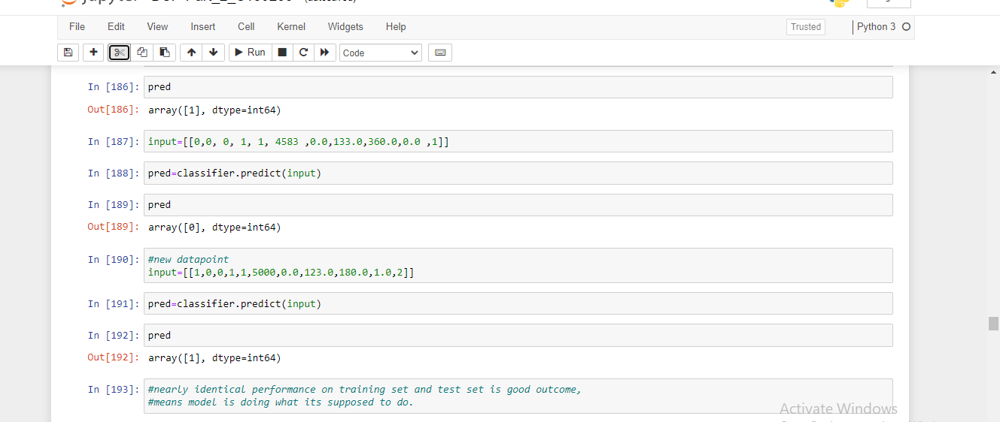 File Edit View Insert Cell Kernel Widgets Help Trusted Python 3
Run Code
In [186]: pred
Out[186]: array([1], dtype=int64)
In [187]: input=[[0,0, 0, 1, 1, 4583 ,0.0,133.0,360.0,0.0 ,1]]
In [188]: pred=classifier.predict(input)
In [189]: pred
Out[189]: array([0], dtype=int64)
In [190]: #new datapoint
input=[[1,0,0,1,1,5000,0.0,123.0,180.0,1.0,2]]
In [191]: pred=classifier.predict(input)
In [192]: pred
Out[192]: array([1], dtype=int64)
In [193]: #nearly identical performance on training set and test set is good outcome,
#means model is doing what its supposed to do.
Activate Windows